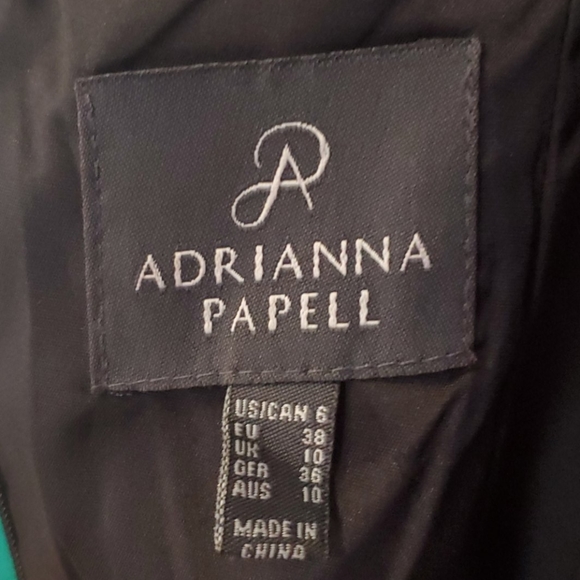 AP
ADRIANNA
PAPELL
US|CAN 6
EU 38
UK 10
GER 36
AUS 10
MADE IN
CHINA